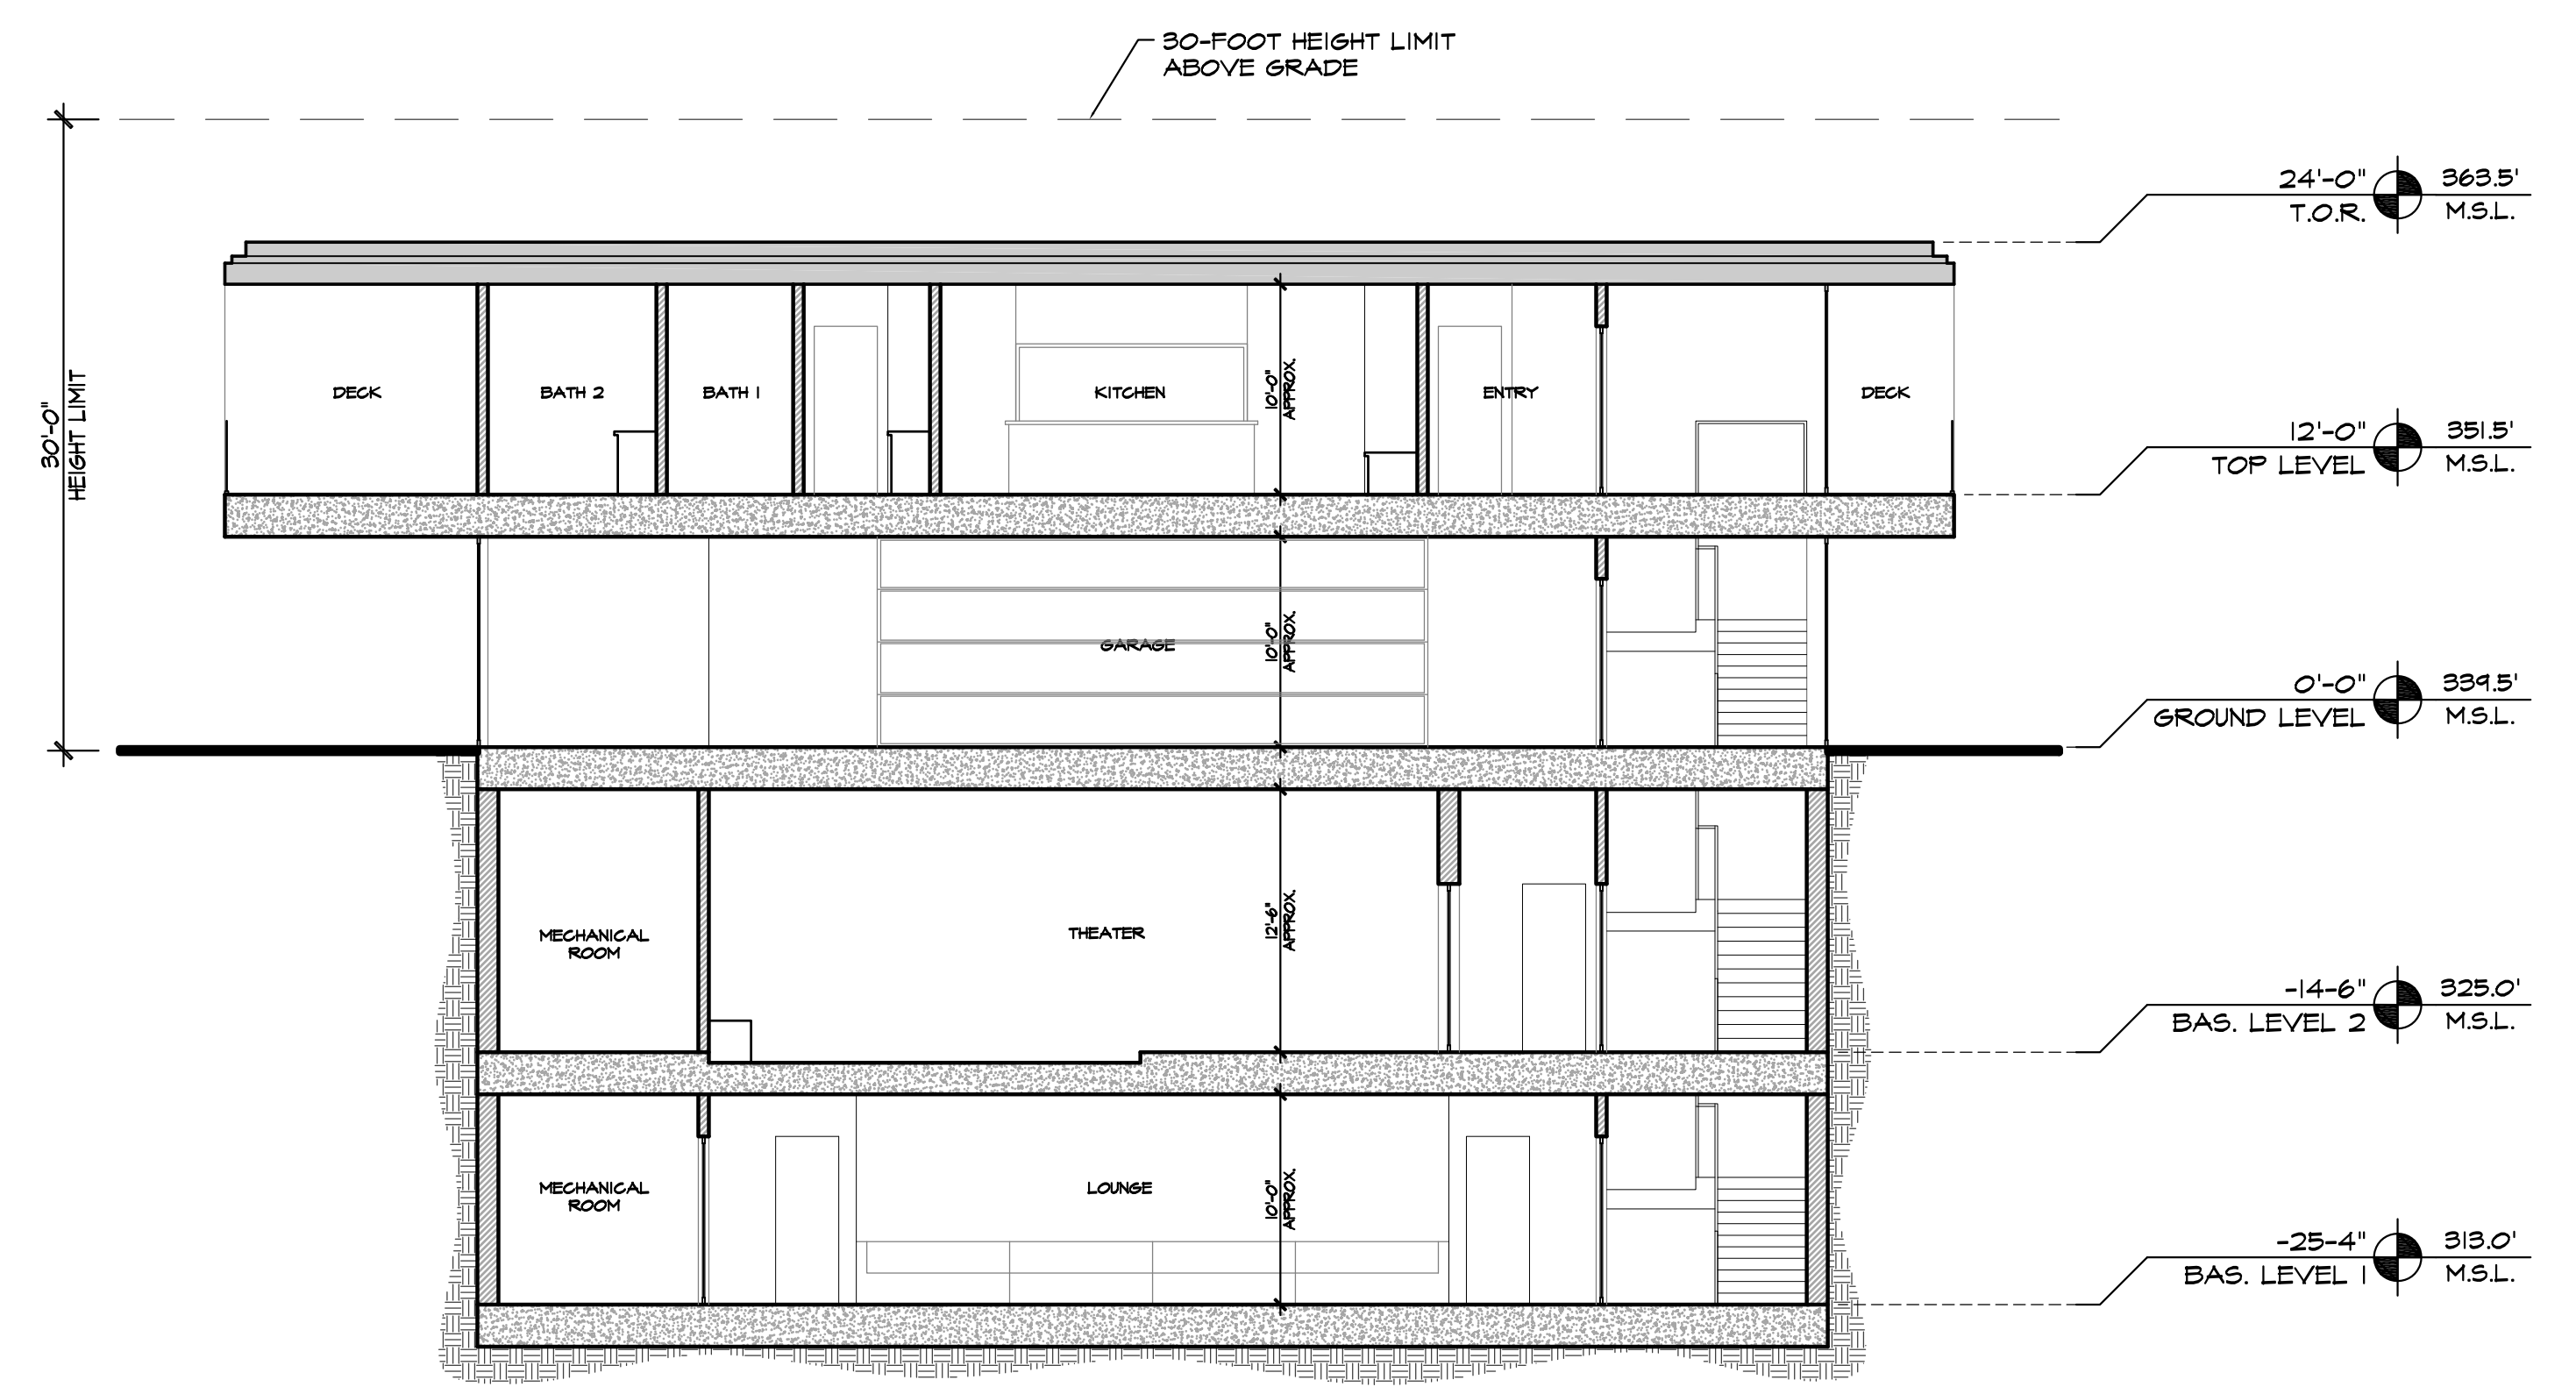 30-FOOT HEIGHT LIMIT
ABOVE GRADE
24'-0" 363.5'
T.O.R. M.S.L.
30'-0"
HEIGHT LIMIT
DECK
BATH 2
BATH 1
KITCHEN
10'-0"
APPROX.
ENTRY
DECK
12'-0" 351.5'
TOP LEVEL M.S.L.
GARAGE
10'-0"
APPROX.
0'-0" 339.5'
GROUND LEVEL M.S.L.
MECHANICAL
ROOM
THEATER
12'-6"
APPROX.
-14-6" 325.0'
BAS. LEVEL 2 M.S.L.
MECHANICAL
ROOM
LOUNGE
10'-0"
APPROX.
-25-4" 313.0'
BAS. LEVEL 1 M.S.L.